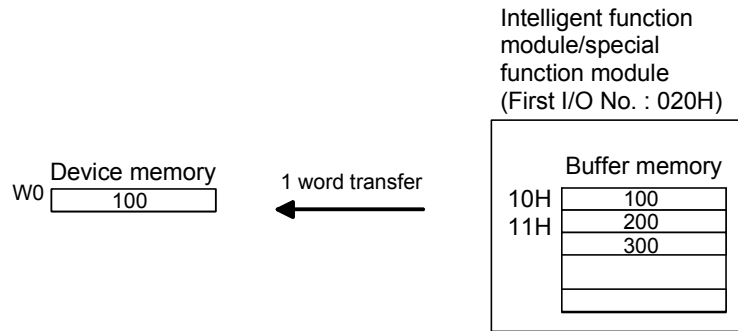 Intelligent function
module/special
function module
(First I/O No. : 020H)
Device memory
W0 100
1 word transfer
Buffer memory
10H 100
11H 200
300